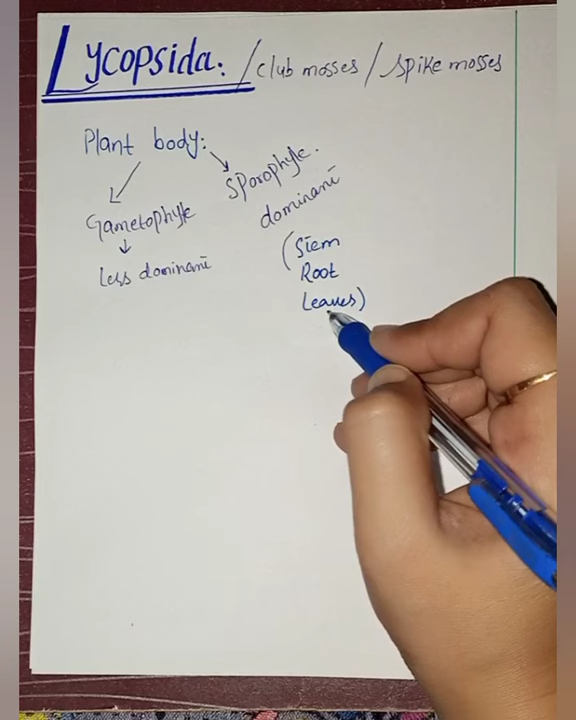 Lycopsida: / club mosses / spike mosses
Plant body:
Gametophyte
less dominant
Sporophyte.
dominant
(Stem
Root
Leaves)